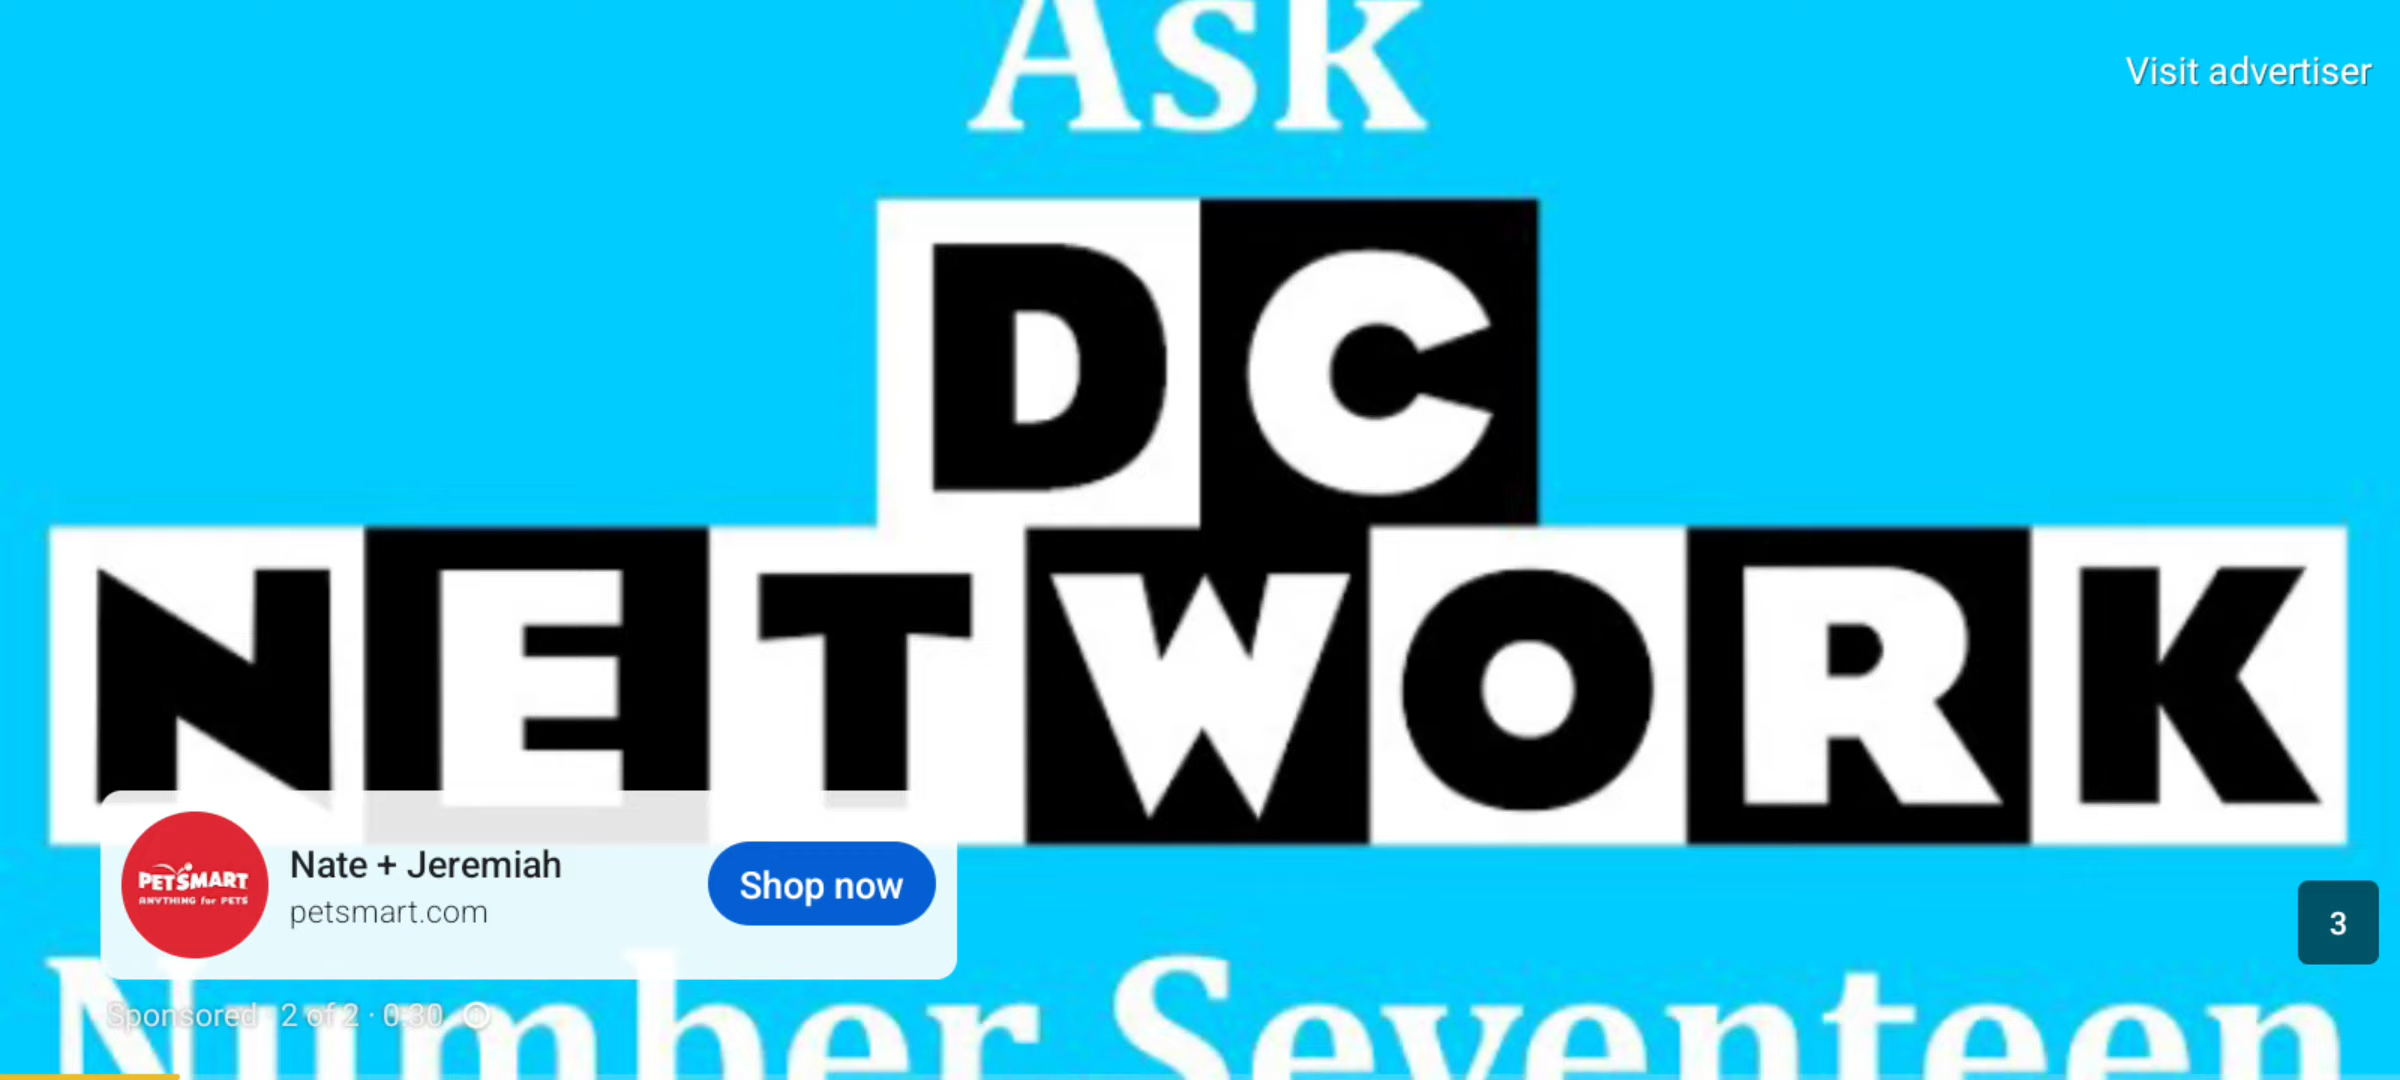 Ask
Visit advertiser
DC
NETWORK
PETSMART
ANYTHING for PETS
Nate + Jeremiah
petsmart.com
Shop now
3
Number Seventeen
Sponsored · 2 of 2 · 0:30